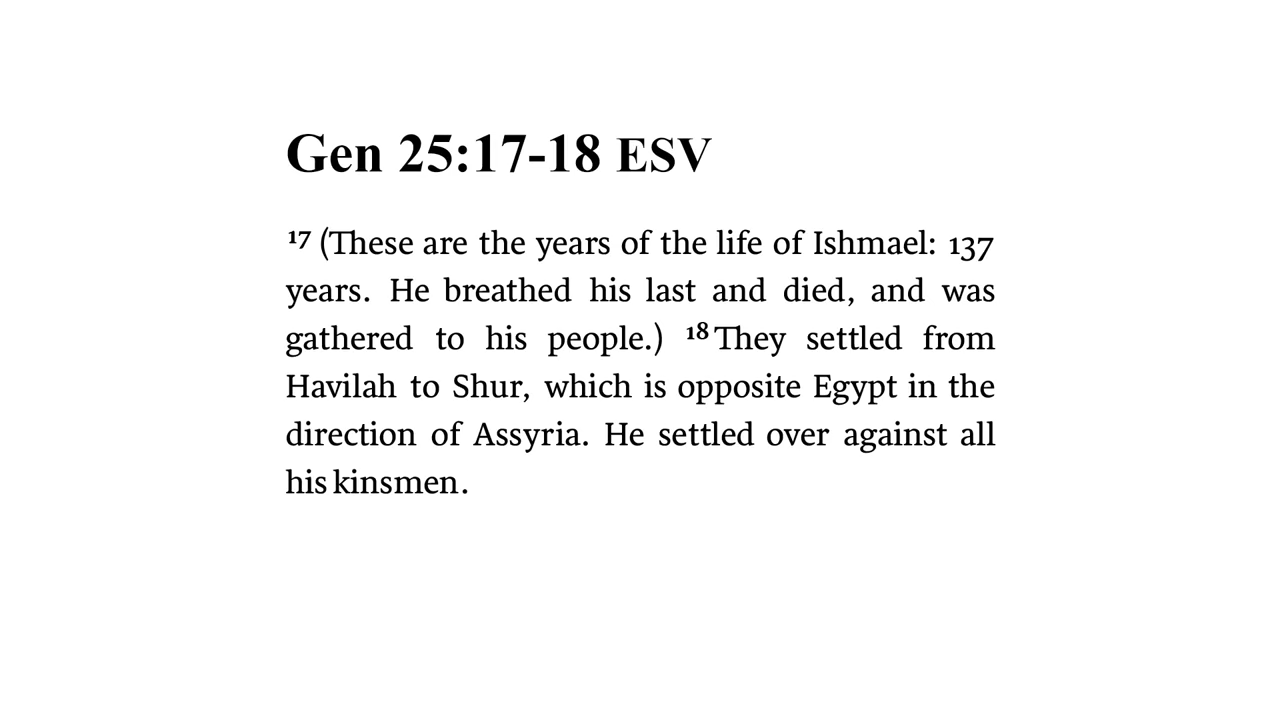 Gen 25:17-18 ESV
17 (These are the years of the life of Ishmael: 137
years. He breathed his last and died, and was
gathered to his people.) 18 They settled from
Havilah to Shur, which is opposite Egypt in the
direction of Assyria. He settled over against all
his kinsmen.